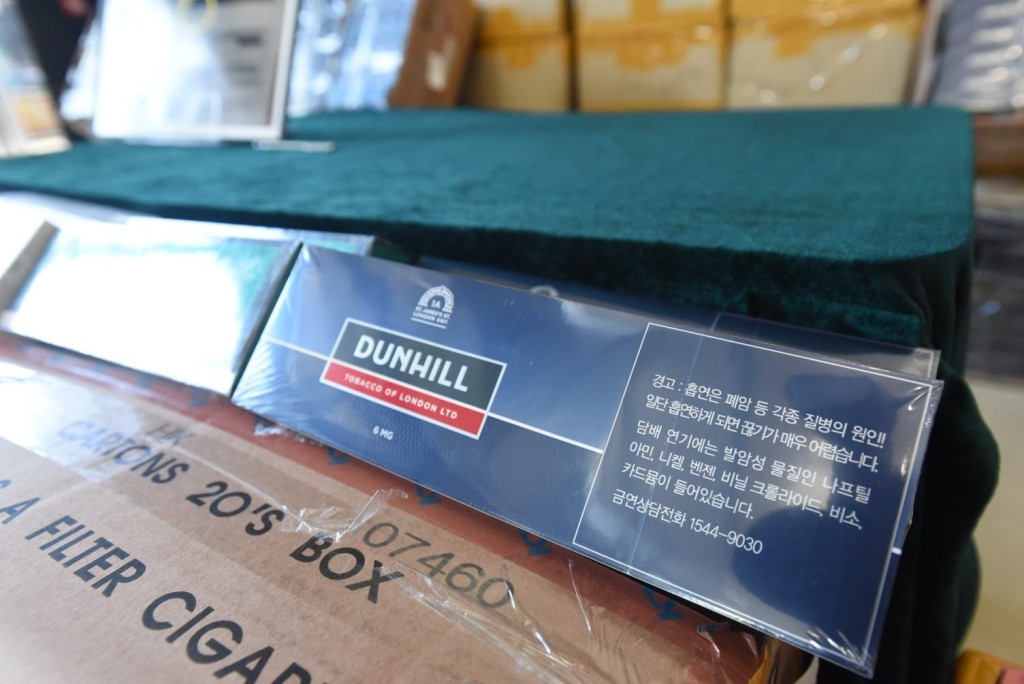 1A
ST. JAMES'S ST.
LONDON SW1
DUNHILL
TOBACCO OF LONDON LTD
6 MG
경고 : 흡연은 폐암 등 각종 질병의 원인!!
일단 흡연하게 되면 끊기가 매우 어렵습니다.
담배 연기에는 발암성 물질인 나프틸
아민, 니켈, 벤젠, 비닐 크롤라이드, 비소,
카드뮴이 들어있습니다.
금연상담전화 1544-9030
HK
CARTONS 20'S BOX
07460
A FILTER CIGAR